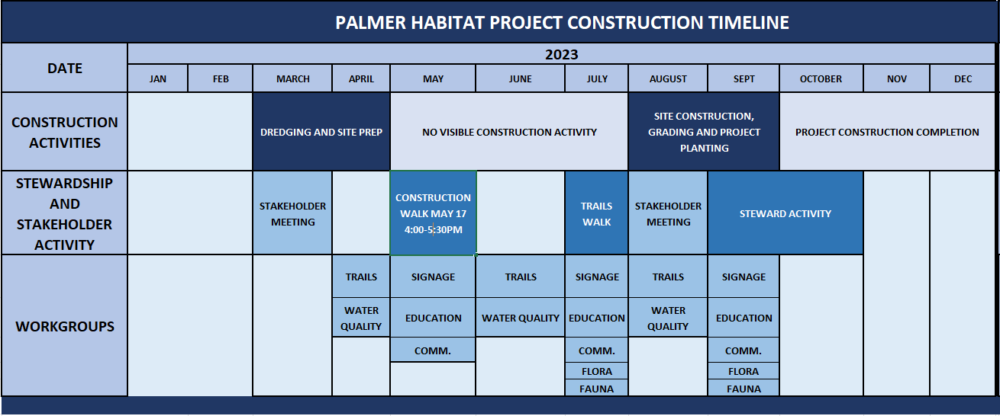 PALMER HABITAT PROJECT CONSTRUCTION TIMELINE
DATE
2023
JAN
FEB
MARCH
APRIL
MAY
JUNE
JULY
AUGUST
SEPT
OCTOBER
NOV
DEC
CONSTRUCTION
ACTIVITIES
DREDGING AND SITE PREP
NO VISIBLE CONSTRUCTION ACTIVITY
SITE CONSTRUCTION,
GRADING AND PROJECT
PLANTING
PROJECT CONSTRUCTION COMPLETION
STEWARDSHIP
AND
STAKEHOLDER
ACTIVITY
STAKEHOLDER
MEETING
CONSTRUCTION
WALK MAY 17
4:00-5:30PM
TRAILS
WALK
STAKEHOLDER
MEETING
STEWARD ACTIVITY
WORKGROUPS
TRAILS
SIGNAGE
TRAILS
SIGNAGE
TRAILS
SIGNAGE
WATER
QUALITY
EDUCATION
WATER QUALITY
EDUCATION
WATER
QUALITY
EDUCATION
COMM.
COMM.
COMM.
FLORA
FLORA
FAUNA
FAUNA